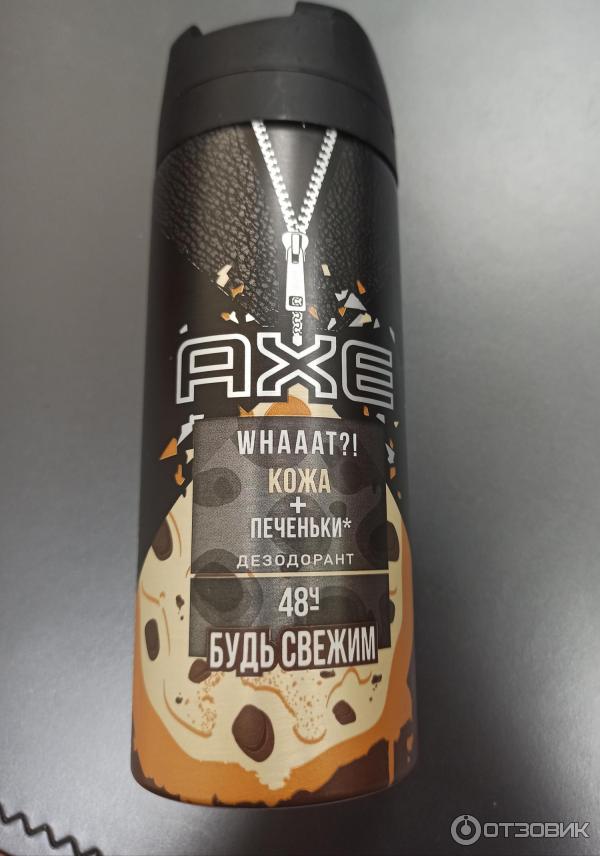 AXE
WHAAAT?!
КОЖА
+
ПЕЧЕНЬКИ*
ДЕЗОДОРАНТ
48Ч
БУДЬ СВЕЖИМ
ОТЗОВИК